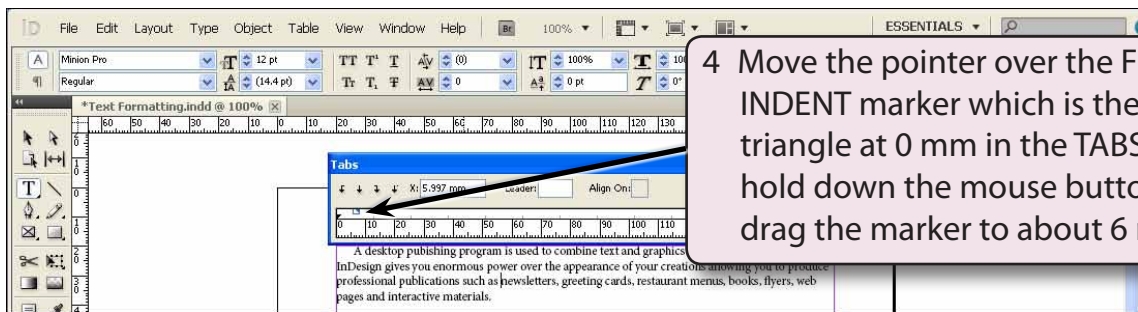 File Edit Layout Type Object Table View Window Help Br 100% ESSENTIALS
A Minion Pro 12 pt (0) 100%
Regular (14.4 pt) 0 0 pt 0°
*Text Formatting.indd @ 100%
60 50 40 30 20 10 0 10 20 30 40 50 60 70 80 90 100 110 120 130
Tabs
X: 5.997 mm Leader: Align On:
0 10 20 30 40 50 60 70 80 90 100 110
A desktop pubishing program is used to combine text and graphics
InDesign gives you enormous power over the appearance of your creations allowing you to produce
professional publications such as newsletters, greeting cards, restaurant menus, books, flyers, web
pages and interactive materials.
4 Move the pointer over the F
INDENT marker which is the
triangle at 0 mm in the TABS
hold down the mouse butto
drag the marker to about 6